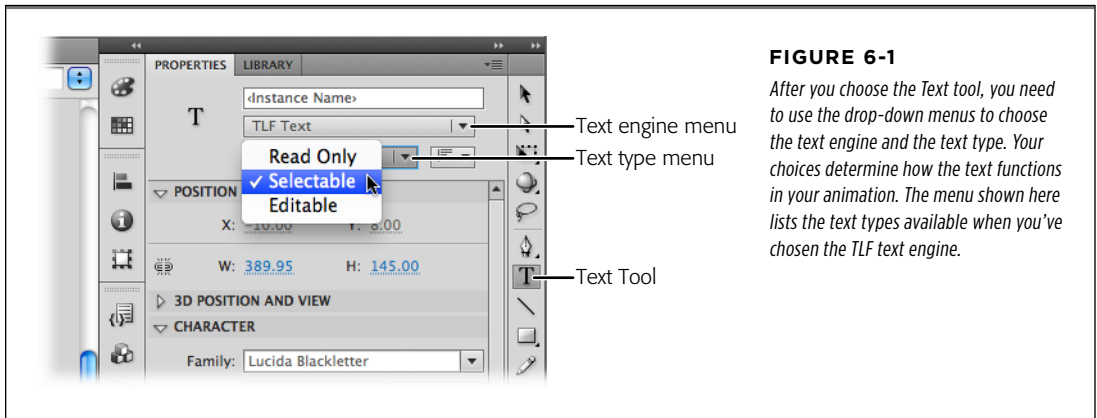 PROPERTIES LIBRARY
T
‹Instance Name›
TLF Text
Read Only
✓ Selectable
Editable
POSITION
X: -10.00 Y: 8.00
W: 389.95 H: 145.00
3D POSITION AND VIEW
CHARACTER
Family: Lucida Blackletter
T
Text engine menu
Text type menu
Text Tool
FIGURE 6-1
After you choose the Text tool, you need
to use the drop-down menus to choose
the text engine and the text type. Your
choices determine how the text functions
in your animation. The menu shown here
lists the text types available when you've
chosen the TLF text engine.